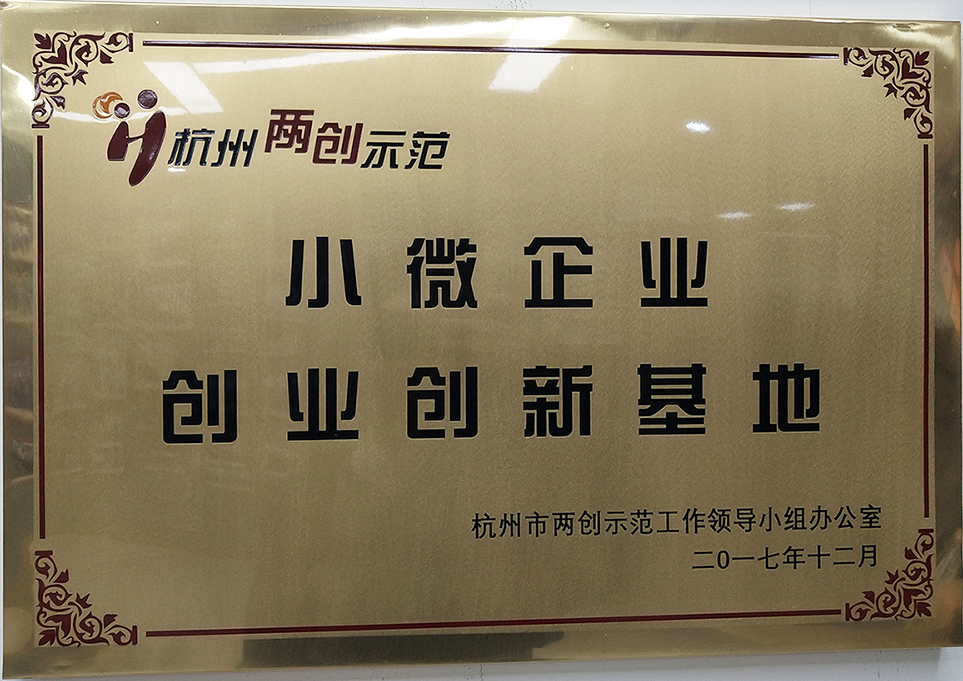 杭州两创示范
小微企业
创业创新基地
杭州市两创示范工作领导小组办公室
二0一七年十二月